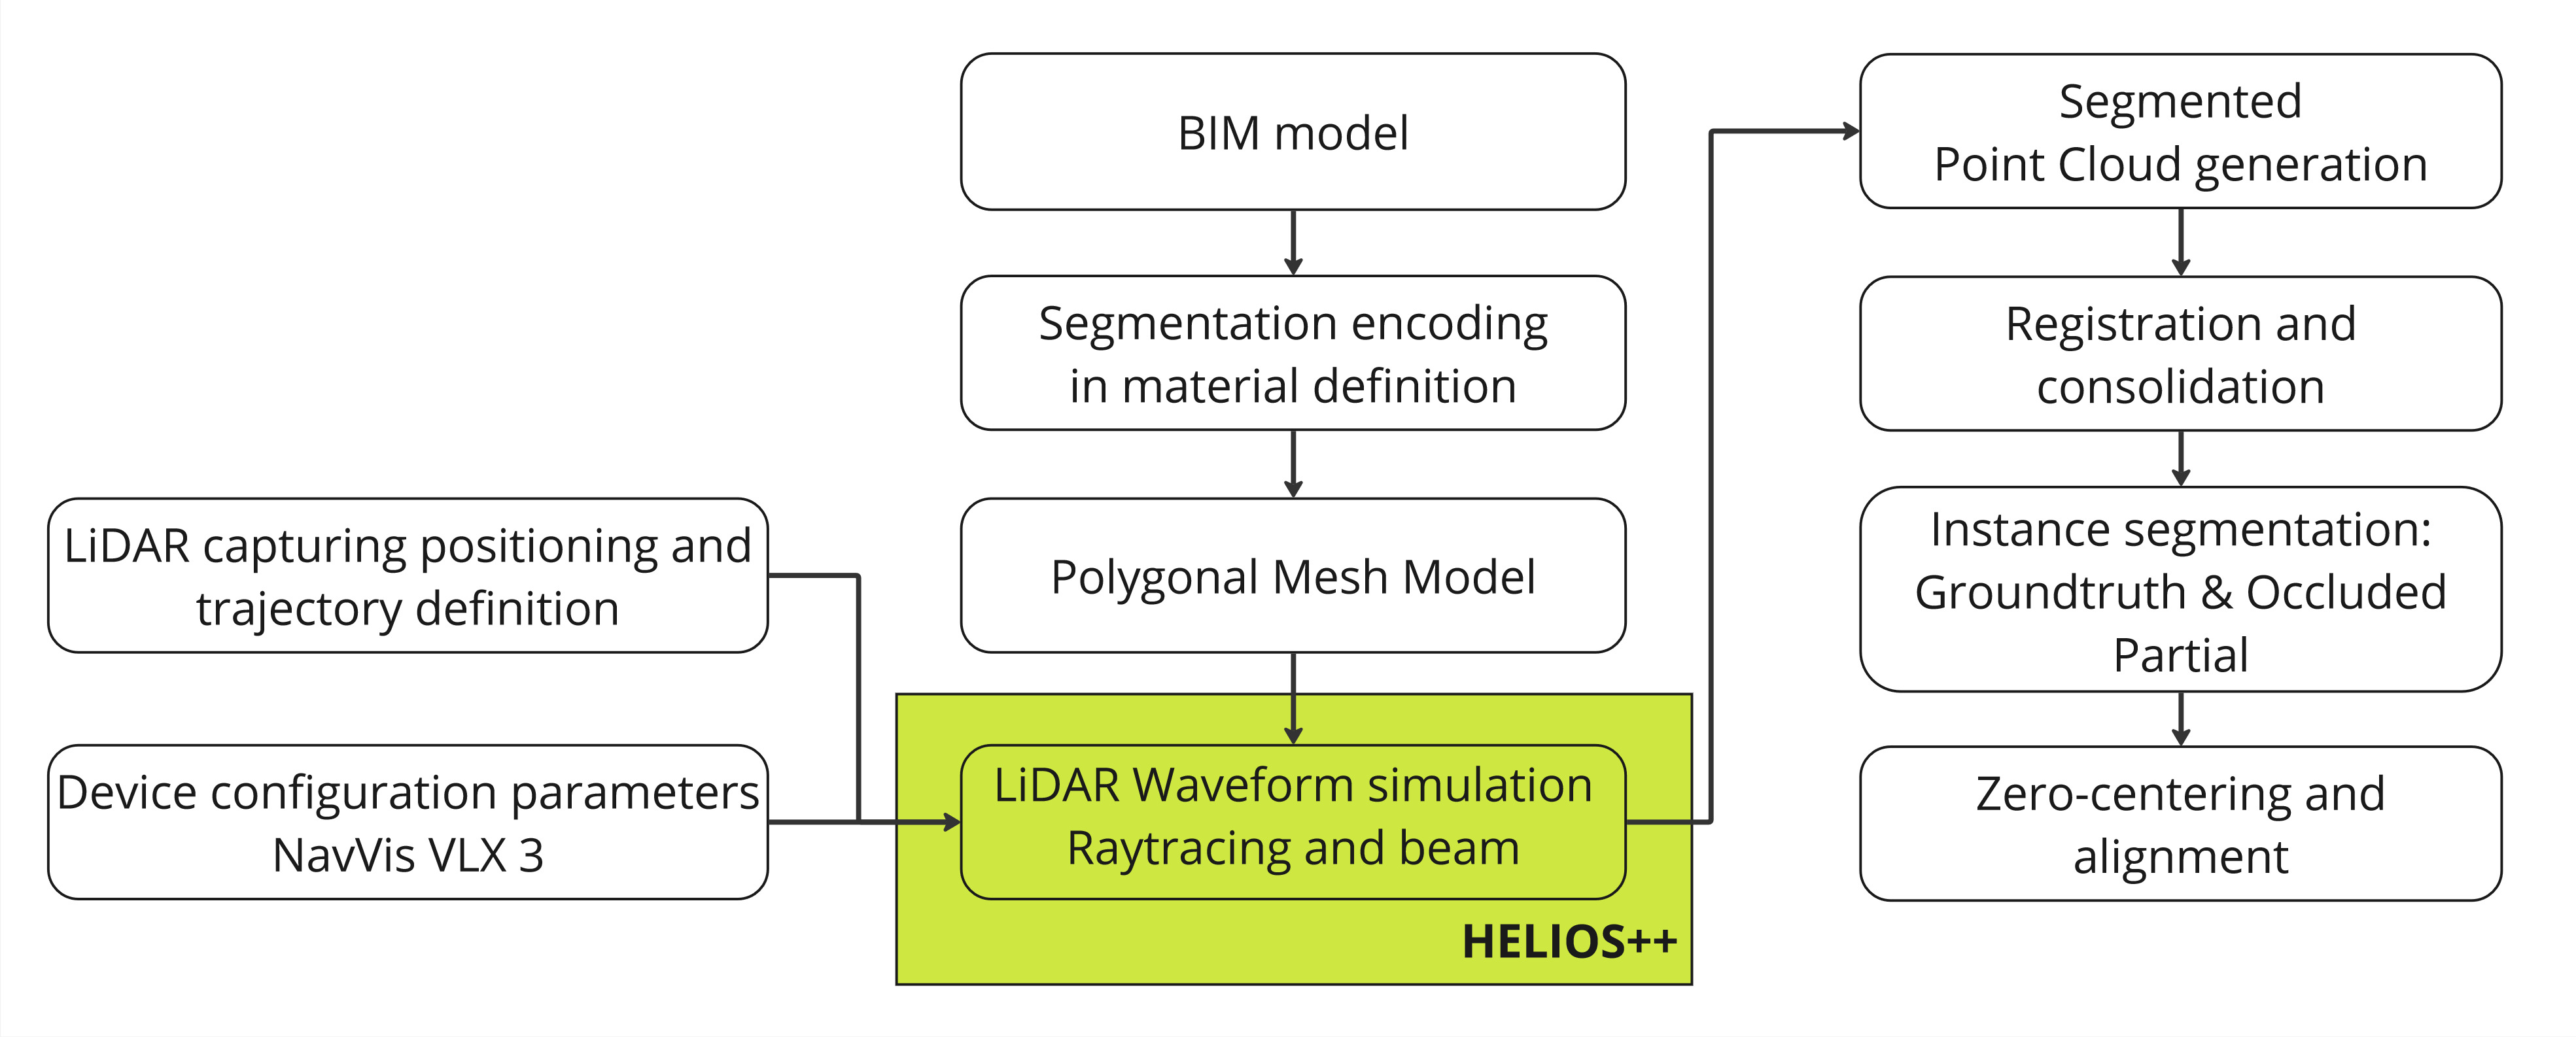 BIM model
Segmentation encoding
in material definition
Polygonal Mesh Model
LiDAR capturing positioning and
trajectory definition
Device configuration parameters
NavVis VLX 3
LiDAR Waveform simulation
Raytracing and beam
HELIOS++
Segmented
Point Cloud generation
Registration and
consolidation
Instance segmentation:
Groundtruth & Occluded
Partial
Zero-centering and
alignment